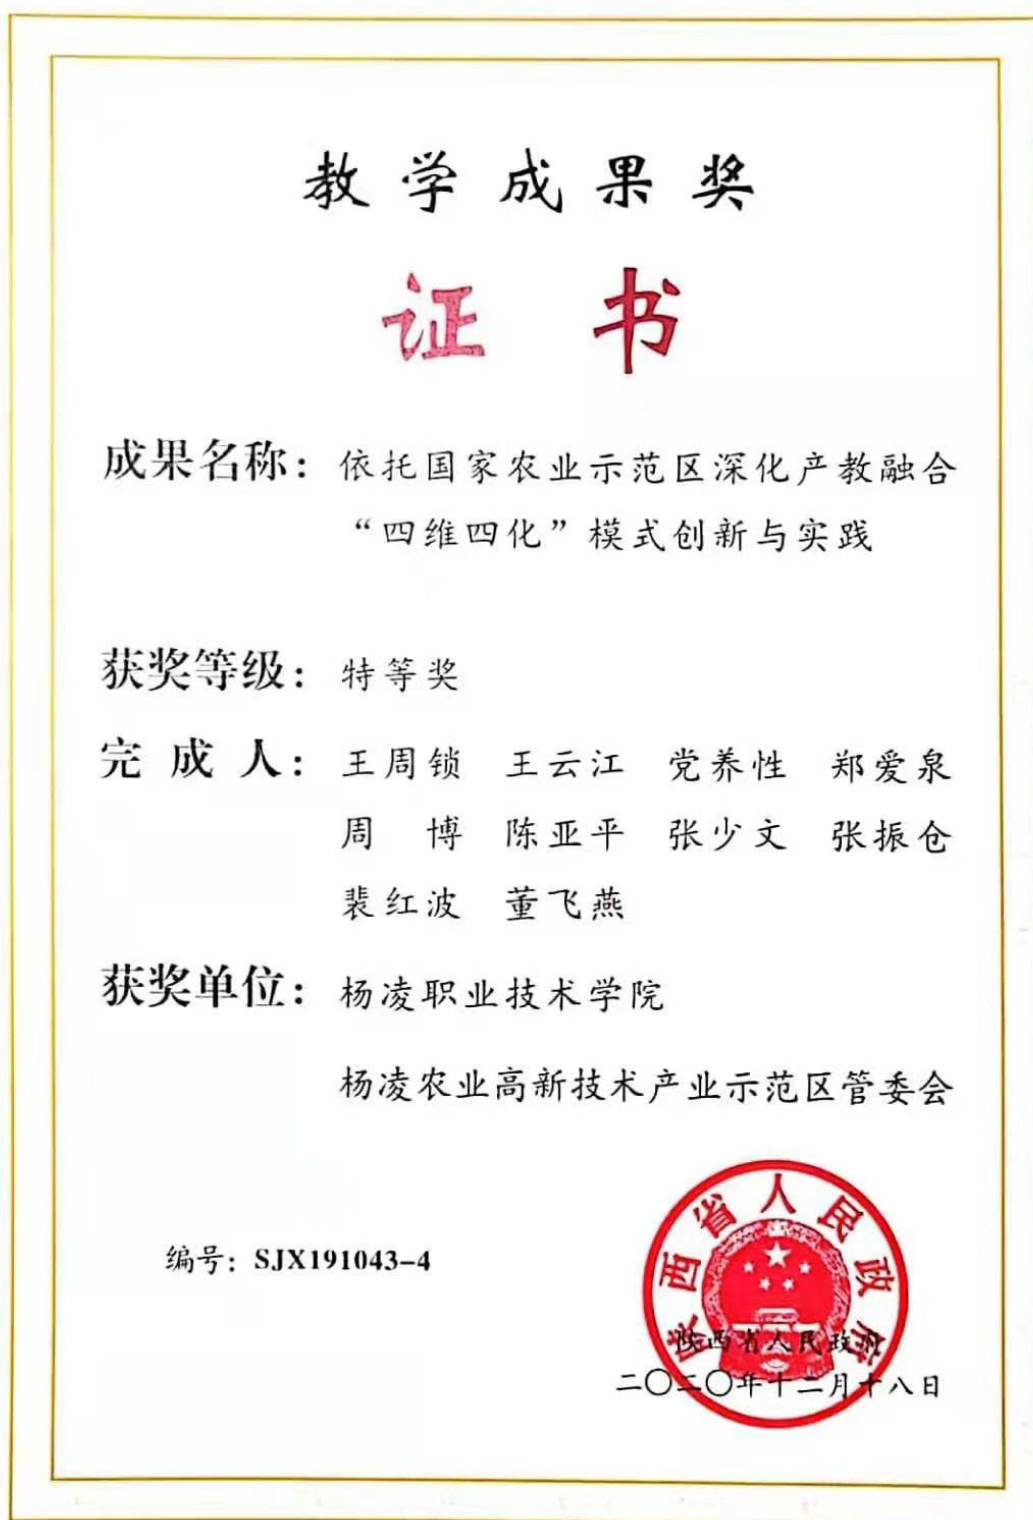 教学成果奖
证书
成果名称：依托国家农业示范区深化产教融合
“四维四化”模式创新与实践
获奖等级：特等奖
完成人：王周锁 王云江 党养性 郑爱泉
周博 陈亚平 张少文 张振仓
裴红波 董飞燕
获奖单位：杨凌职业技术学院
杨凌农业高新技术产业示范区管委会
编号：SJX191043-4
陕西省人民政府
陕西省人民政府
二〇二〇年十二月十八日